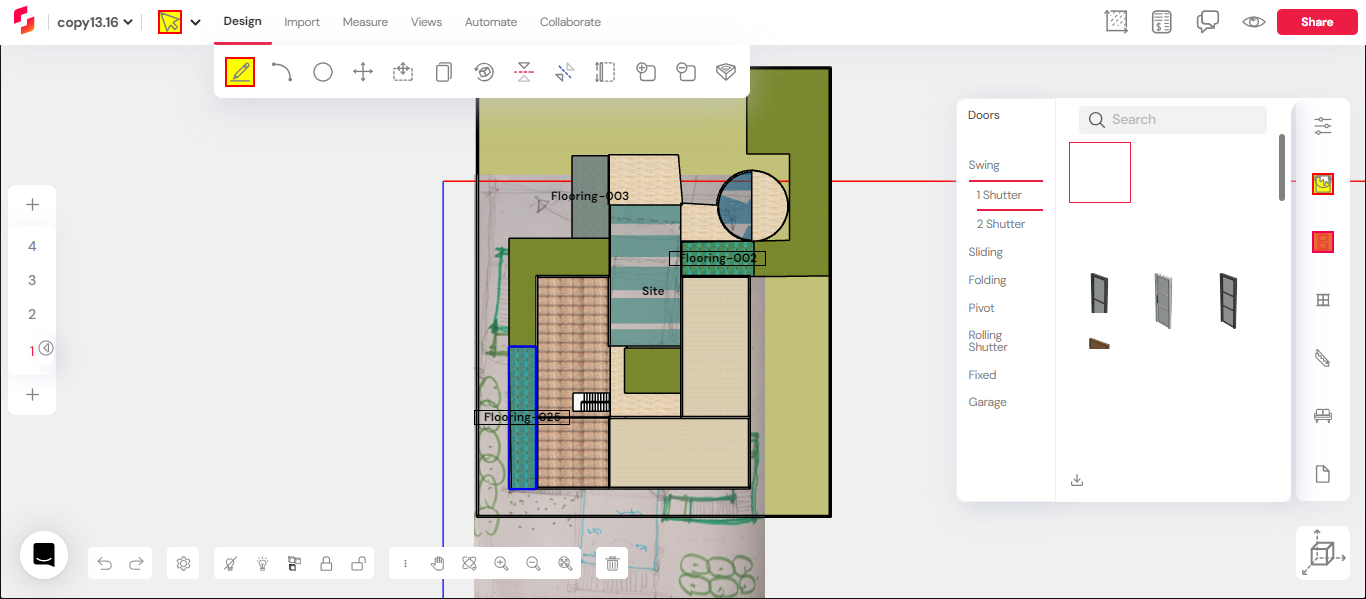 copy13.16
Design
Import
Measure
Views
Automate
Collaborate
Share
Doors
Search
Swing
1 Shutter
2 Shutter
Sliding
Folding
Pivot
Rolling
Shutter
Fixed
Garage
4
3
2
1
Flooring-003
Flooring-002
Site
Flooring-025